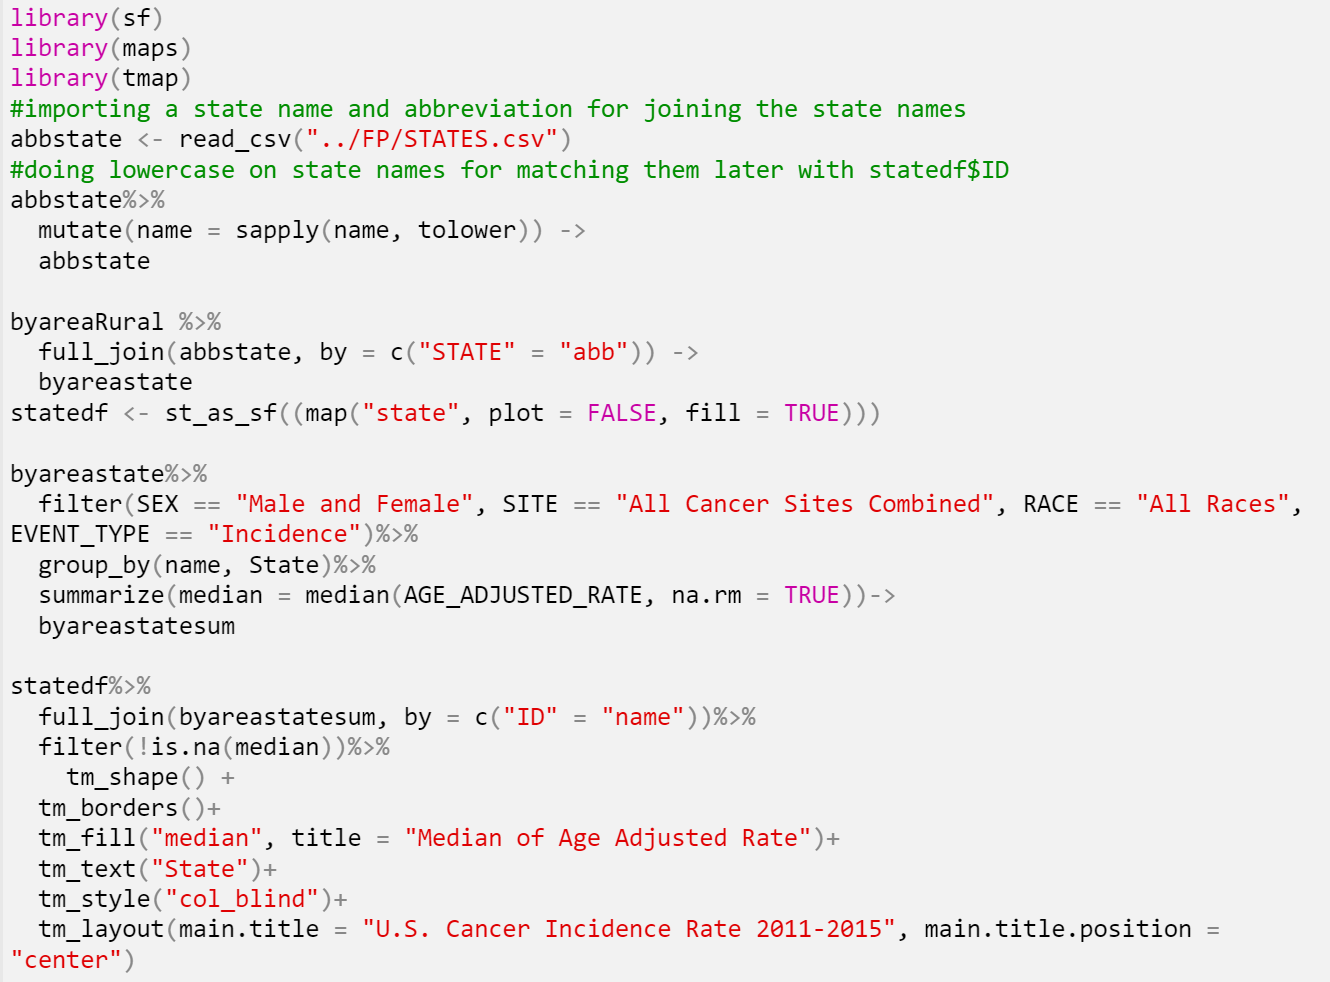 library(sf)
library(maps)
library(tmap)
#importing a state name and abbreviation for joining the state names
abbstate <- read_csv("../FP/STATES.csv")
#doing lowercase on state names for matching them later with statedf$ID
abbstate%>%
  mutate(name = sapply(name, tolower)) ->
  abbstate

byareaRural %>%
  full_join(abbstate, by = c("STATE" = "abb")) ->
  byareastate
statedf <- st_as_sf((map("state", plot = FALSE, fill = TRUE)))

byareastate%>%
  filter(SEX == "Male and Female", SITE == "All Cancer Sites Combined", RACE == "All Races",
EVENT_TYPE == "Incidence")%>%
  group_by(name, State)%>%
  summarize(median = median(AGE_ADJUSTED_RATE, na.rm = TRUE))->
  byareastatesum

statedf%>%
  full_join(byareastatesum, by = c("ID" = "name"))%>%
  filter(!is.na(median))%>%
    tm_shape() +
  tm_borders()+
  tm_fill("median", title = "Median of Age Adjusted Rate")+
  tm_text("State")+
  tm_style("col_blind")+
  tm_layout(main.title = "U.S. Cancer Incidence Rate 2011-2015", main.title.position =
"center")